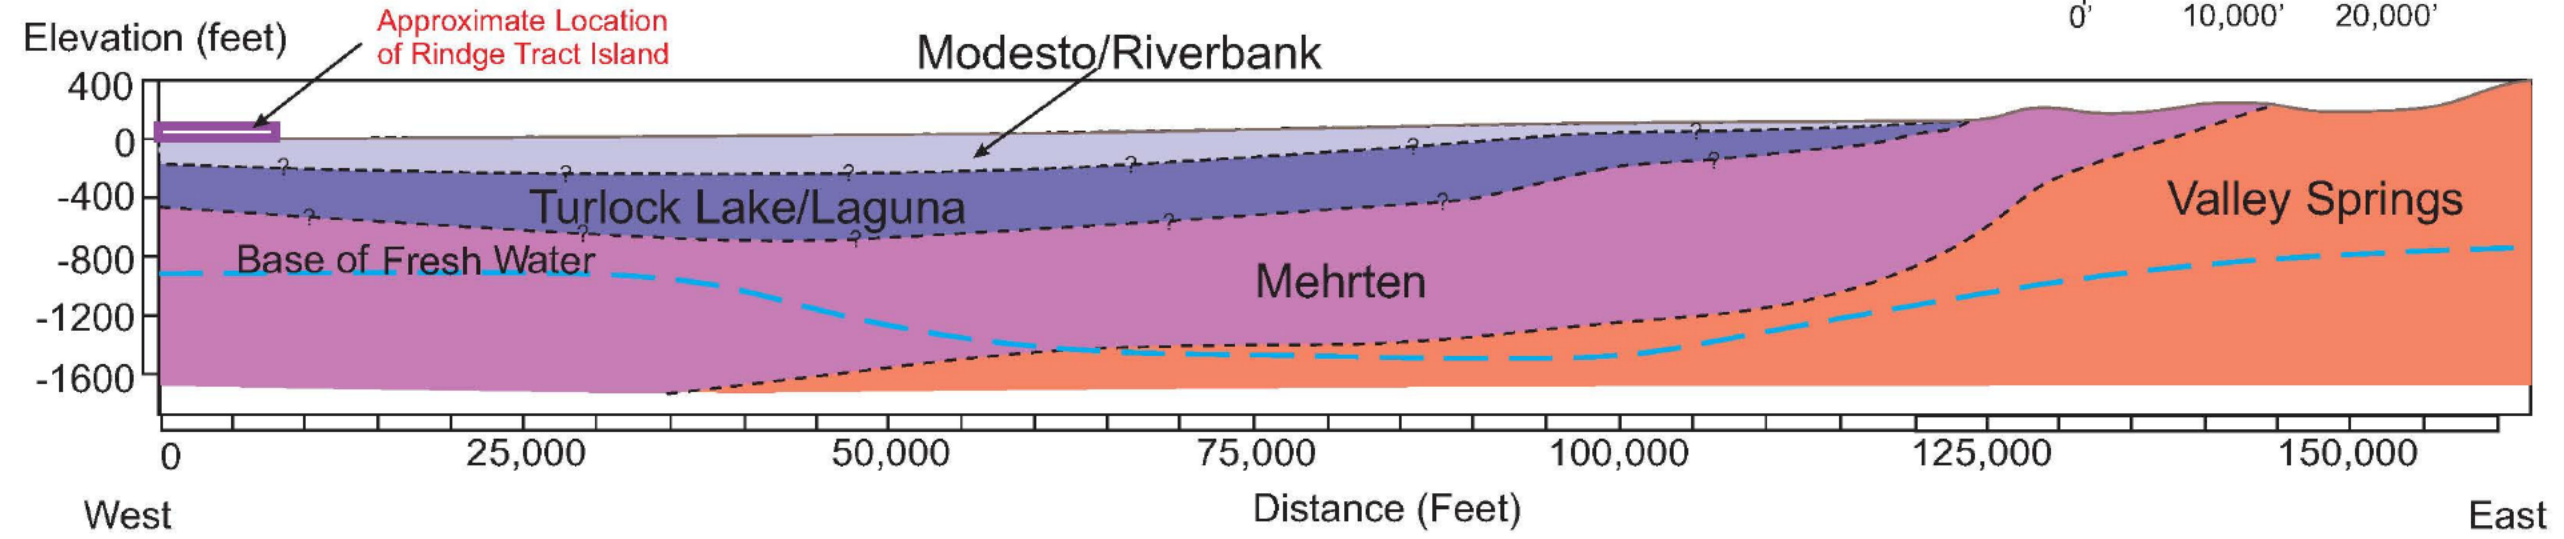 0' 10,000' 20,000'
Elevation (feet)
Approximate Location
of Rindge Tract Island
Modesto/Riverbank
400
0
-400
-800
-1200
-1600
? ? ? ? ? ?
? ? ? ? ? ?
Turlock Lake/Laguna
Valley Springs
Base of Fresh Water
Mehrten
0 25,000 50,000 75,000 100,000 125,000 150,000
West Distance (Feet) East